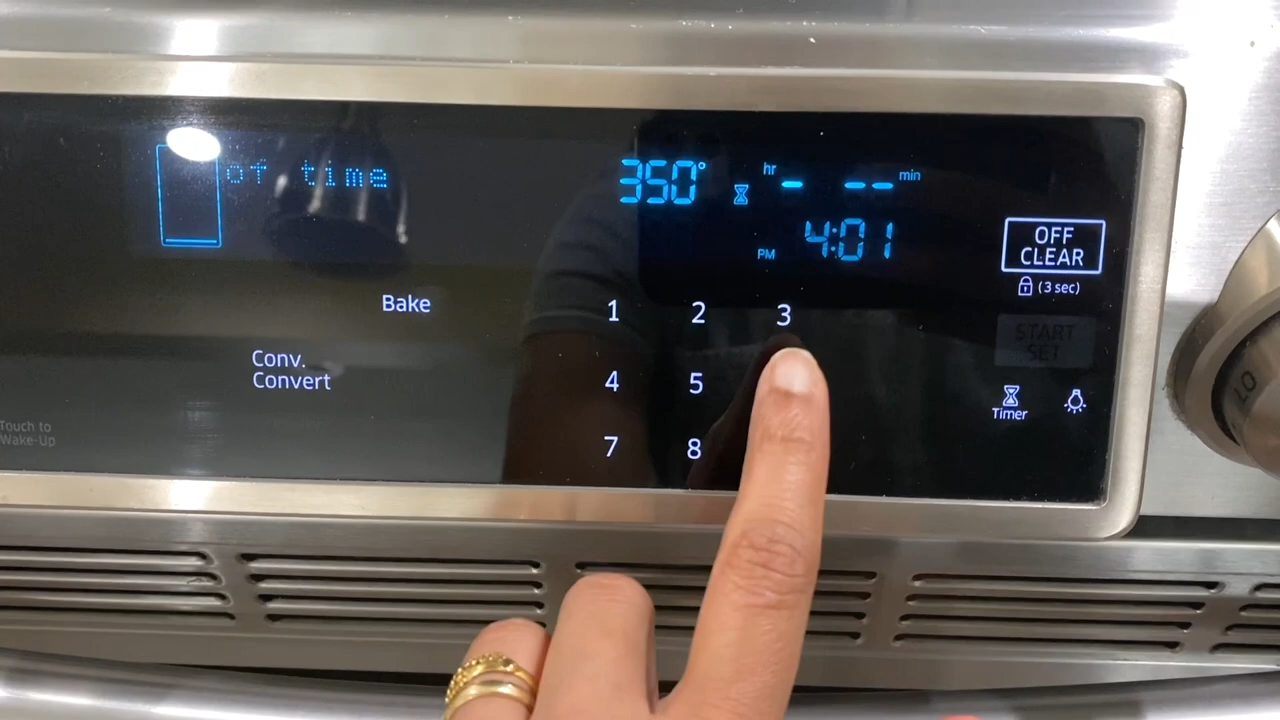 of time
350°
hr - -- min
PM 4:01
OFF
CLEAR
(3 sec)
Bake
1 2 3
START
SET
Conv.
Convert
4 5
Timer
Touch to
Wake-Up
7 8
LO